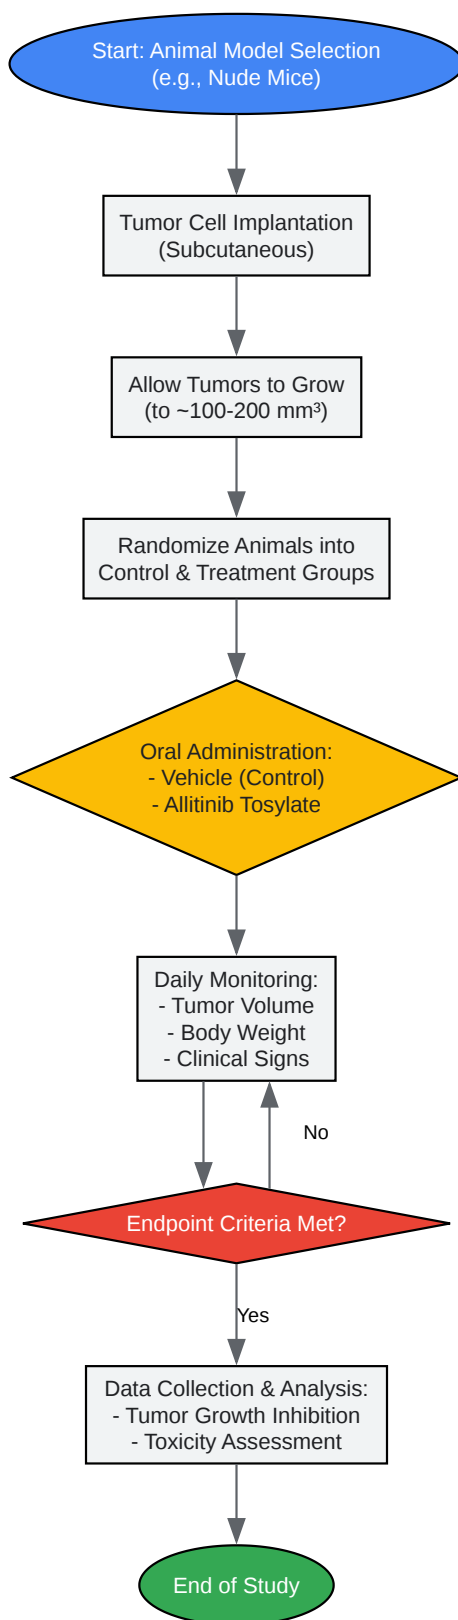 Start: Animal Model Selection
(e.g., Nude Mice)
Tumor Cell Implantation
(Subcutaneous)
Allow Tumors to Grow
(to ~100-200 mm³)
Randomize Animals into
Control & Treatment Groups
Oral Administration:
- Vehicle (Control)
- Allitinib Tosylate
Daily Monitoring:
- Tumor Volume
- Body Weight
- Clinical Signs
No
Endpoint Criteria Met?
Yes
Data Collection & Analysis:
- Tumor Growth Inhibition
- Toxicity Assessment
End of Study